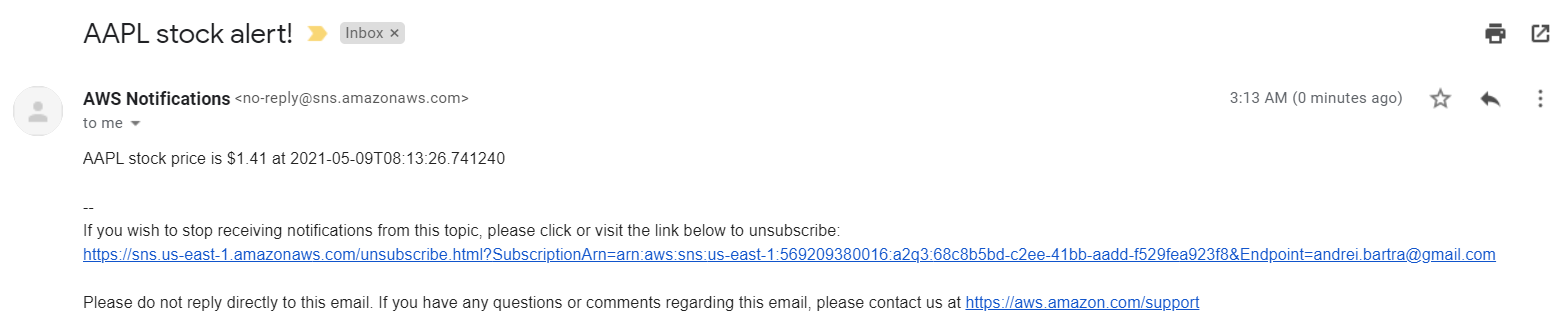 AAPL stock alert! Inbox ×
AWS Notifications <no-reply@sns.amazonaws.com> 3:13 AM (0 minutes ago)
to me
AAPL stock price is $1.41 at 2021-05-09T08:13:26.741240
--
If you wish to stop receiving notifications from this topic, please click or visit the link below to unsubscribe:
https://sns.us-east-1.amazonaws.com/unsubscribe.html?SubscriptionArn=arn:aws:sns:us-east-1:569209380016:a2q3:68c8b5bd-c2ee-41bb-aadd-f529fea923f8&Endpoint=andrei.bartra@gmail.com
Please do not reply directly to this email. If you have any questions or comments regarding this email, please contact us at https://aws.amazon.com/support